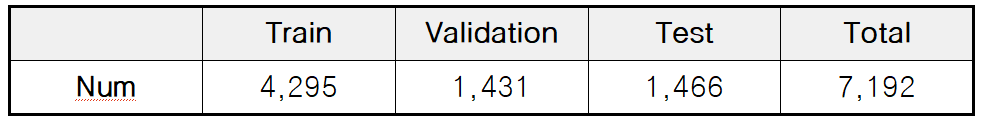 Train Validation Test Total
Num 4,295 1,431 1,466 7,192